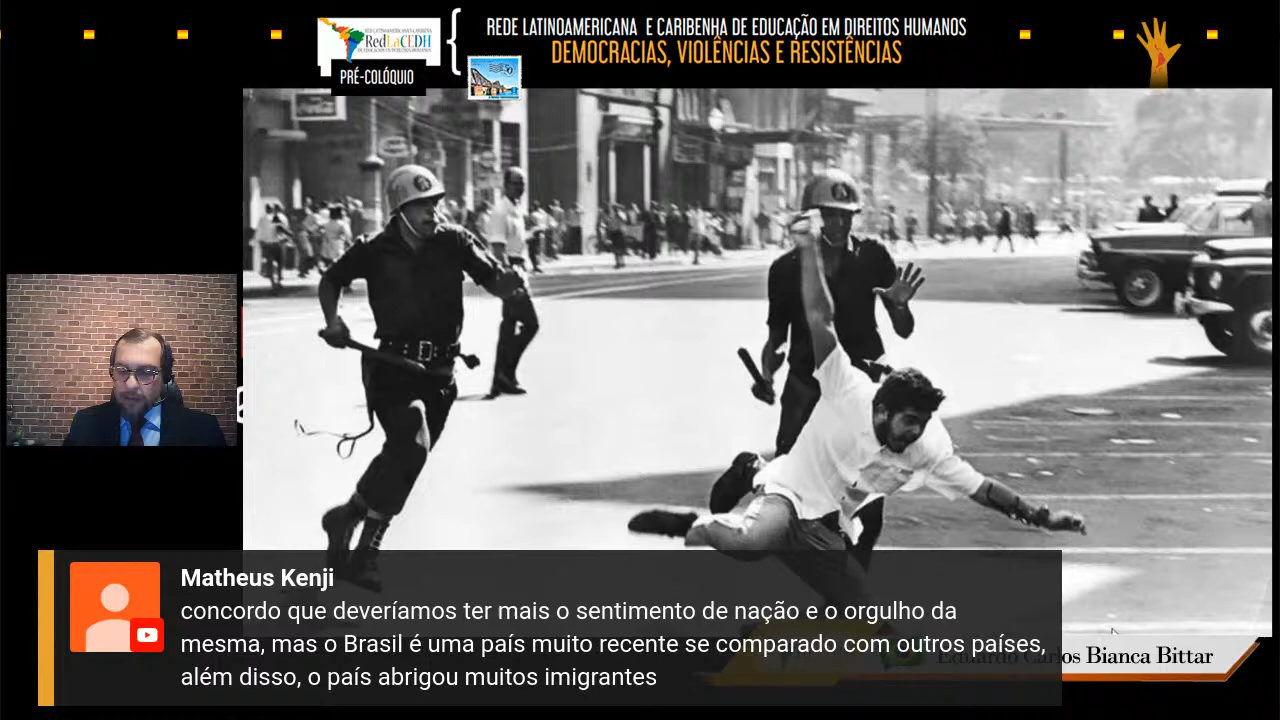 REDE LATINOAMERICANA E CARIBENHA DE EDUCAÇÃO EM DIREITOS HUMANOS
DEMOCRACIAS, VIOLÊNCIAS E RESISTÊNCIAS
RedLaCEDH
PRÉ-COLÓQUIO
Matheus Kenji
concordo que deveríamos ter mais o sentimento de nação e o orgulho da
mesma, mas o Brasil é uma país muito recente se comparado com outros países,
além disso, o país abrigou muitos imigrantes
Eduardo Carlos Bianca Bittar